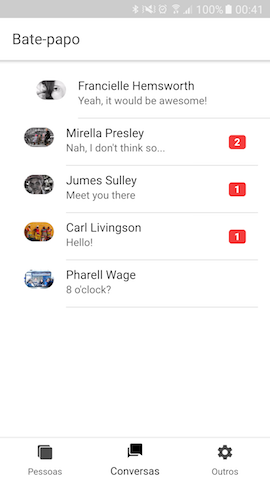 100% 00:41
Bate-papo
Francielle Hemsworth
Yeah, it would be awesome!
Mirella Presley
Nah, I don't think so...
2
Jumes Sulley
Meet you there
1
Carl Livingson
Hello!
1
Pharell Wage
8 o'clock?
Pessoas Conversas Outros